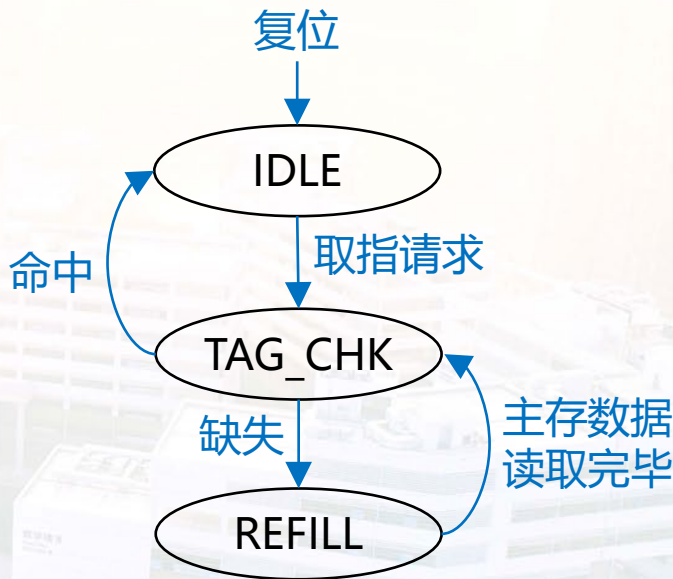 复位
IDLE
取指请求
命中
TAG_CHK
缺失
主存数据
读取完毕
REFILL